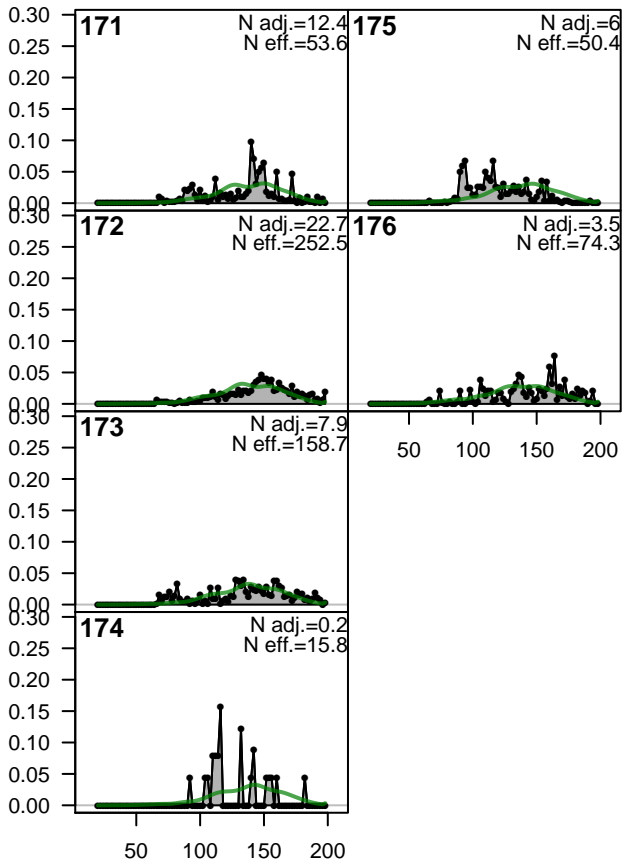 0.30
0.25
0.20
0.15
0.10
0.05
0.00
171
N adj.=12.4
N eff.=53.6
175
N adj.=6
N eff.=50.4
0.30
0.25
0.20
0.15
0.10
0.05
0.00
172
N adj.=22.7
N eff.=252.5
176
N adj.=3.5
N eff.=74.3
50 100 150 200
0.30
0.25
0.20
0.15
0.10
0.05
0.00
173
N adj.=7.9
N eff.=158.7
0.30
0.25
0.20
0.15
0.10
0.05
0.00
174
N adj.=0.2
N eff.=15.8
50 100 150 200